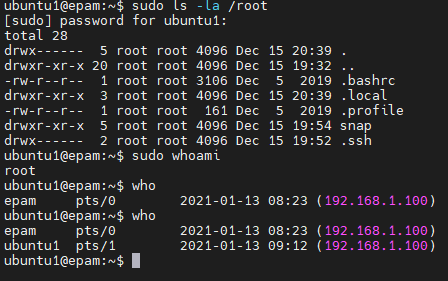 ubuntu1@epam:~$ sudo ls -la /root
[sudo] password for ubuntu1:
total 28
drwx------  5 root root 4096 Dec 15 20:39 .
drwxr-xr-x 20 root root 4096 Dec 15 19:32 ..
-rw-r--r--  1 root root 3106 Dec  5  2019 .bashrc
drwxr-xr-x  3 root root 4096 Dec 15 20:39 .local
-rw-r--r--  1 root root  161 Dec  5  2019 .profile
drwxr-xr-x  5 root root 4096 Dec 15 19:54 snap
drwx------  2 root root 4096 Dec 15 19:52 .ssh
ubuntu1@epam:~$ sudo whoami
root
ubuntu1@epam:~$ who
epam     pts/0        2021-01-13 08:23 (192.168.1.100)
ubuntu1@epam:~$ who
epam     pts/0        2021-01-13 08:23 (192.168.1.100)
ubuntu1  pts/1        2021-01-13 09:12 (192.168.1.100)
ubuntu1@epam:~$